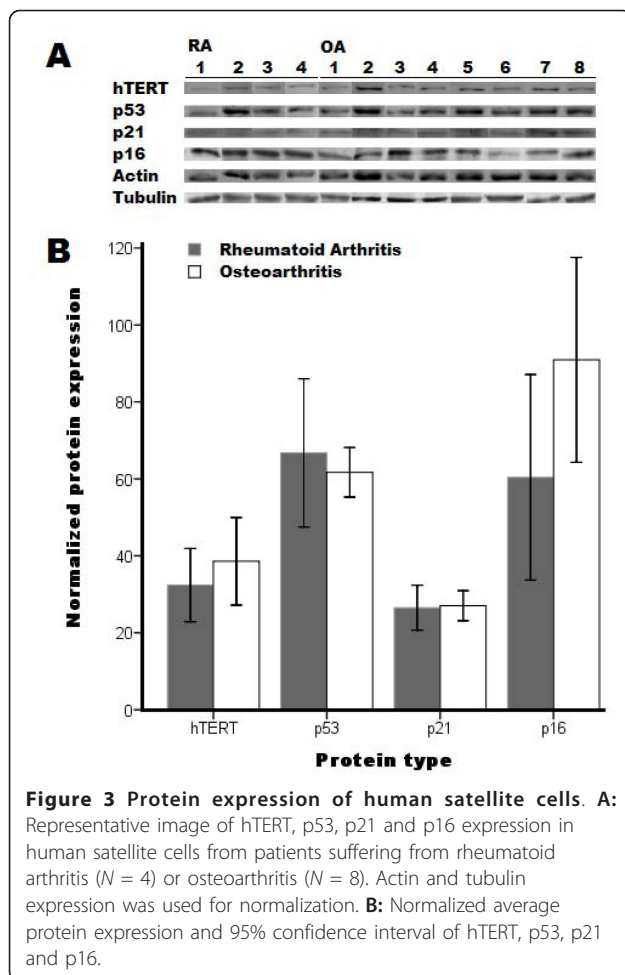 A
RA OA
1 2 3 4 1 2 3 4 5 6 7 8
hTERT
p53
p21
p16
Actin
Tubulin
B
Rheumatoid Arthritis
Osteoarthritis
120
100
80
60
40
20
0
Normalized protein expression
hTERT p53 p21 p16
Protein type
Figure 3 Protein expression of human satellite cells. A:
Representative image of hTERT, p53, p21 and p16 expression in
human satellite cells from patients suffering from rheumatoid
arthritis (N = 4) or osteoarthritis (N = 8). Actin and tubulin
expression was used for normalization. B: Normalized average
protein expression and 95% confidence interval of hTERT, p53, p21
and p16.